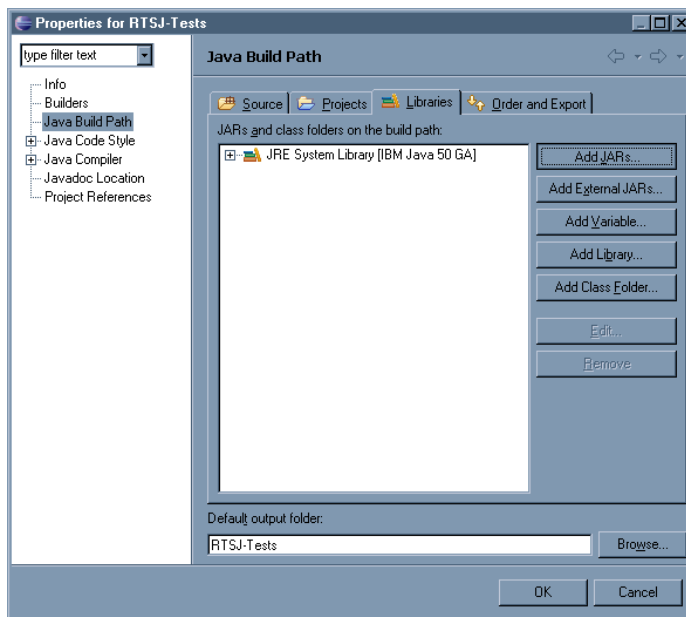 Properties for RTSJ-Tests
type filter text
Java Build Path
Info
Builders
Java Build Path
Java Code Style
Java Compiler
Javadoc Location
Project References
Source Projects Libraries Order and Export
JARs and class folders on the build path:
JRE System Library [IBM Java 50 GA]
Add JARs...
Add External JARs...
Add Variable...
Add Library...
Add Class Folder...
Edit...
Remove
Default output folder:
RTSJ-Tests
Browse...
OK Cancel